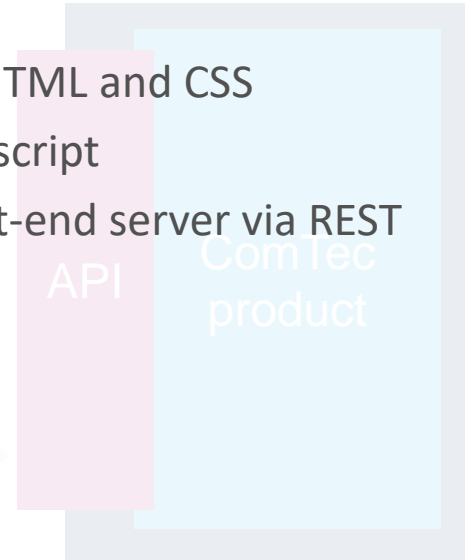 TML and CSS
script
t-end server via REST
API
ComTec
product